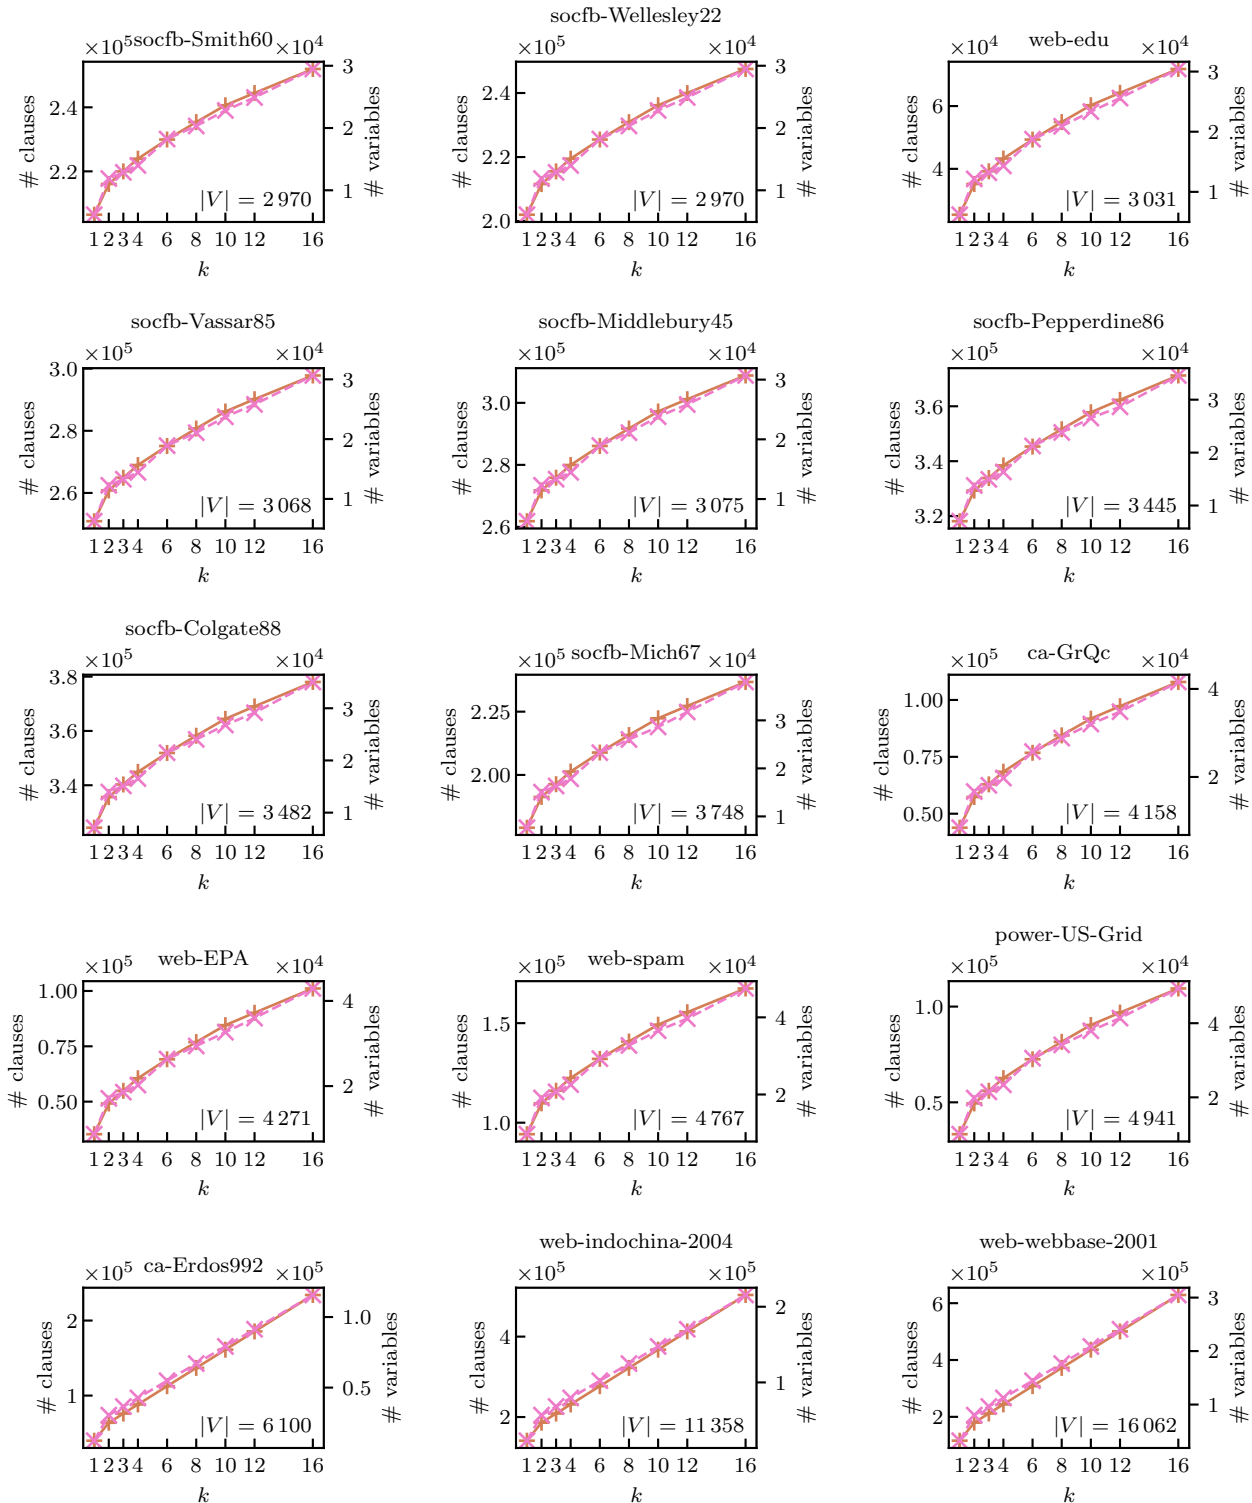 socfb-Smith60
×10⁵ ×10⁴
# clauses
2.4
2.2
# variables
3
2
1
|V| = 2 970
1 2 3 4 6 8 10 12 16
k
socfb-Wellesley22
×10⁵ ×10⁴
# clauses
2.4
2.2
2.0
# variables
3
2
1
|V| = 2 970
1 2 3 4 6 8 10 12 16
k
web-edu
×10⁴ ×10⁴
# clauses
6
4
# variables
3
2
1
|V| = 3 031
1 2 3 4 6 8 10 12 16
k
socfb-Vassar85
×10⁵ ×10⁴
# clauses
3.0
2.8
2.6
# variables
3
2
1
|V| = 3 068
1 2 3 4 6 8 10 12 16
k
socfb-Middlebury45
×10⁵ ×10⁴
# clauses
3.0
2.8
2.6
# variables
3
2
1
|V| = 3 075
1 2 3 4 6 8 10 12 16
k
socfb-Pepperdine86
×10⁵ ×10⁴
# clauses
3.6
3.4
3.2
# variables
3
2
1
|V| = 3 445
1 2 3 4 6 8 10 12 16
k
socfb-Colgate88
×10⁵ ×10⁴
# clauses
3.8
3.6
3.4
# variables
3
2
1
|V| = 3 482
1 2 3 4 6 8 10 12 16
k
socfb-Mich67
×10⁵ ×10⁴
# clauses
2.25
2.00
# variables
3
2
1
|V| = 3 748
1 2 3 4 6 8 10 12 16
k
ca-GrQc
×10⁵ ×10⁴
# clauses
1.00
0.75
0.50
# variables
4
2
|V| = 4 158
1 2 3 4 6 8 10 12 16
k
web-EPA
×10⁵ ×10⁴
# clauses
1.00
0.75
0.50
# variables
4
2
|V| = 4 271
1 2 3 4 6 8 10 12 16
k
web-spam
×10⁵ ×10⁴
# clauses
1.5
1.0
# variables
4
2
|V| = 4 767
1 2 3 4 6 8 10 12 16
k
power-US-Grid
×10⁵ ×10⁴
# clauses
1.0
0.5
# variables
4
2
|V| = 4 941
1 2 3 4 6 8 10 12 16
k
ca-Erdos992
×10⁵ ×10⁵
# clauses
2
1
# variables
1.0
0.5
|V| = 6 100
1 2 3 4 6 8 10 12 16
k
web-indochina-2004
×10⁵ ×10⁵
# clauses
4
2
# variables
2
1
|V| = 11 358
1 2 3 4 6 8 10 12 16
k
web-webbase-2001
×10⁵ ×10⁵
# clauses
6
4
2
# variables
3
2
1
|V| = 16 062
1 2 3 4 6 8 10 12 16
k